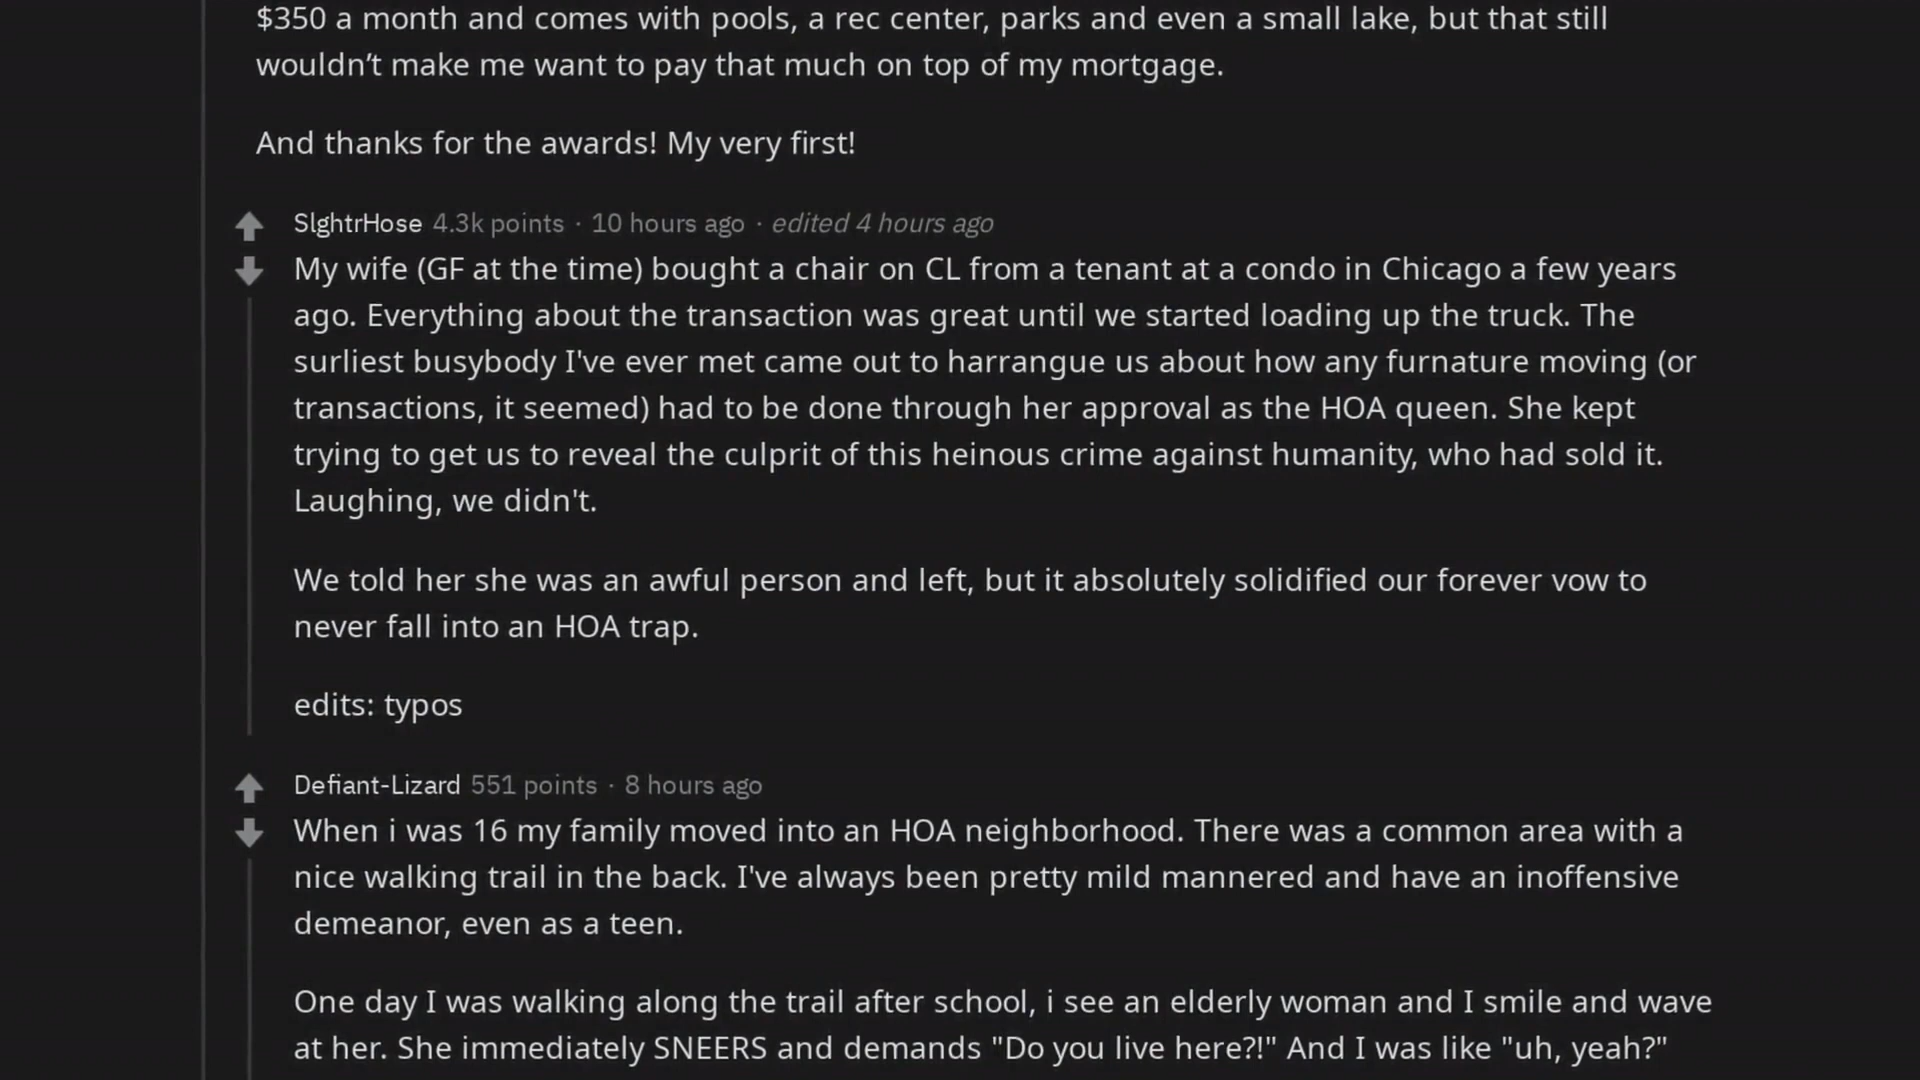 $350 a month and comes with pools, a rec center, parks and even a small lake, but that still
wouldn’t make me want to pay that much on top of my mortgage.
And thanks for the awards! My very first!
SlghtrHose 4.3k points · 10 hours ago · edited 4 hours ago
My wife (GF at the time) bought a chair on CL from a tenant at a condo in Chicago a few years
ago. Everything about the transaction was great until we started loading up the truck. The
surliest busybody I've ever met came out to harrangue us about how any furnature moving (or
transactions, it seemed) had to be done through her approval as the HOA queen. She kept
trying to get us to reveal the culprit of this heinous crime against humanity, who had sold it.
Laughing, we didn't.
We told her she was an awful person and left, but it absolutely solidified our forever vow to
never fall into an HOA trap.
edits: typos
Defiant-Lizard 551 points · 8 hours ago
When i was 16 my family moved into an HOA neighborhood. There was a common area with a
nice walking trail in the back. I've always been pretty mild mannered and have an inoffensive
demeanor, even as a teen.
One day I was walking along the trail after school, i see an elderly woman and I smile and wave
at her. She immediately SNEERS and demands "Do you live here?!" And I was like "uh, yeah?"